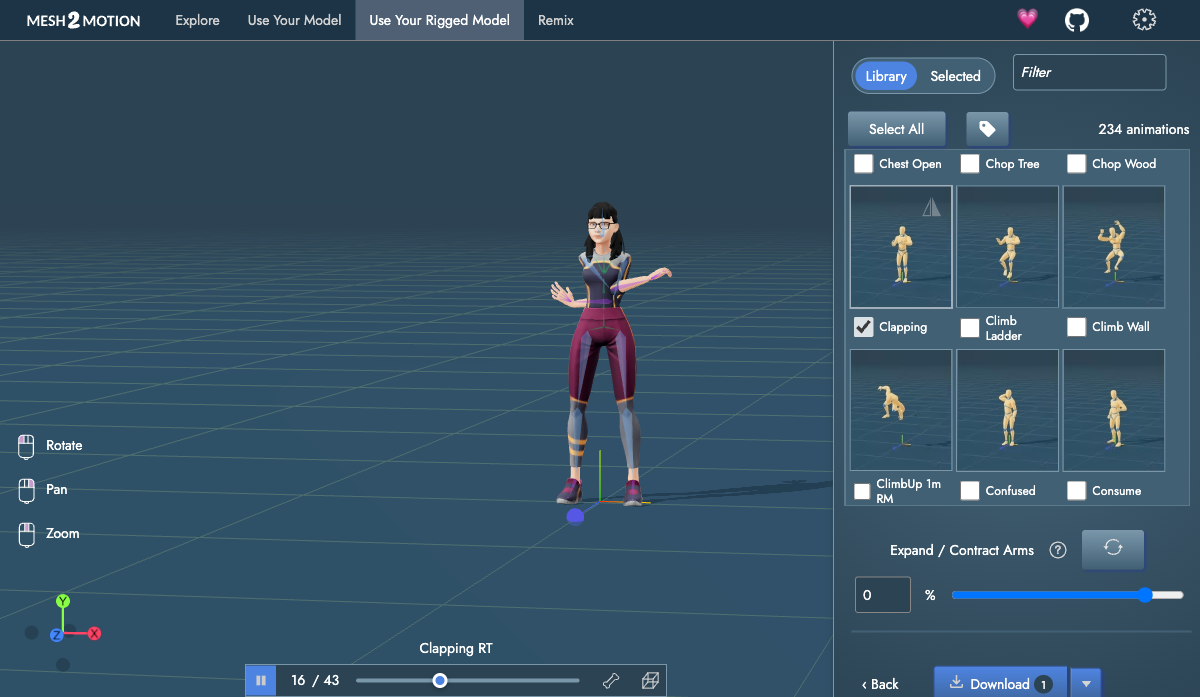 MESH2MOTION
Explore
Use Your Model
Use Your Rigged Model
Remix
Library
Selected
Filter
Select All
234 animations
Chest Open
Chop Tree
Chop Wood
Clapping
Climb
Ladder
Climb Wall
ClimbUp 1m
RM
Confused
Consume
Rotate
Pan
Zoom
Expand / Contract Arms
?
0
%
Y
Z
X
Clapping RT
16 / 43
‹ Back
Download 1